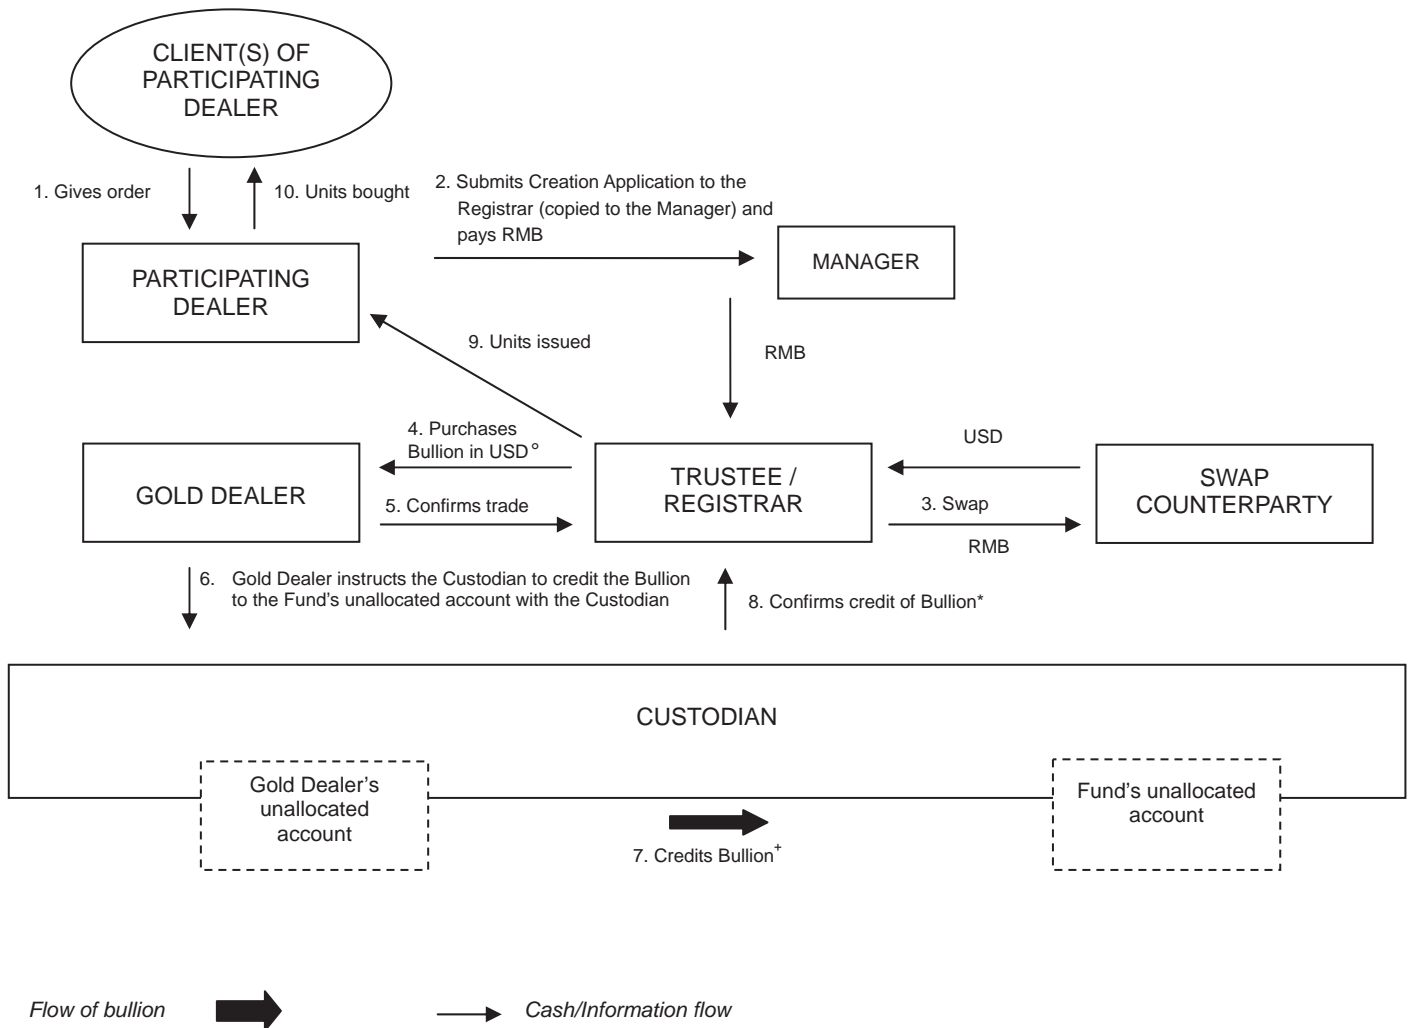 CLIENT(S) OF
PARTICIPATING
DEALER
1. Gives order
10. Units bought
2. Submits Creation Application to the
Registrar (copied to the Manager) and
pays RMB
PARTICIPATING
DEALER
MANAGER
9. Units issued
RMB
4. Purchases
Bullion in USD°
USD
GOLD DEALER
TRUSTEE /
REGISTRAR
SWAP
COUNTERPARTY
5. Confirms trade
3. Swap
RMB
6. Gold Dealer instructs the Custodian to credit the Bullion
to the Fund's unallocated account with the Custodian
8. Confirms credit of Bullion*
CUSTODIAN
Gold Dealer's
unallocated
account
Fund's unallocated
account
7. Credits Bullion+
Flow of bullion
Cash/Information flow